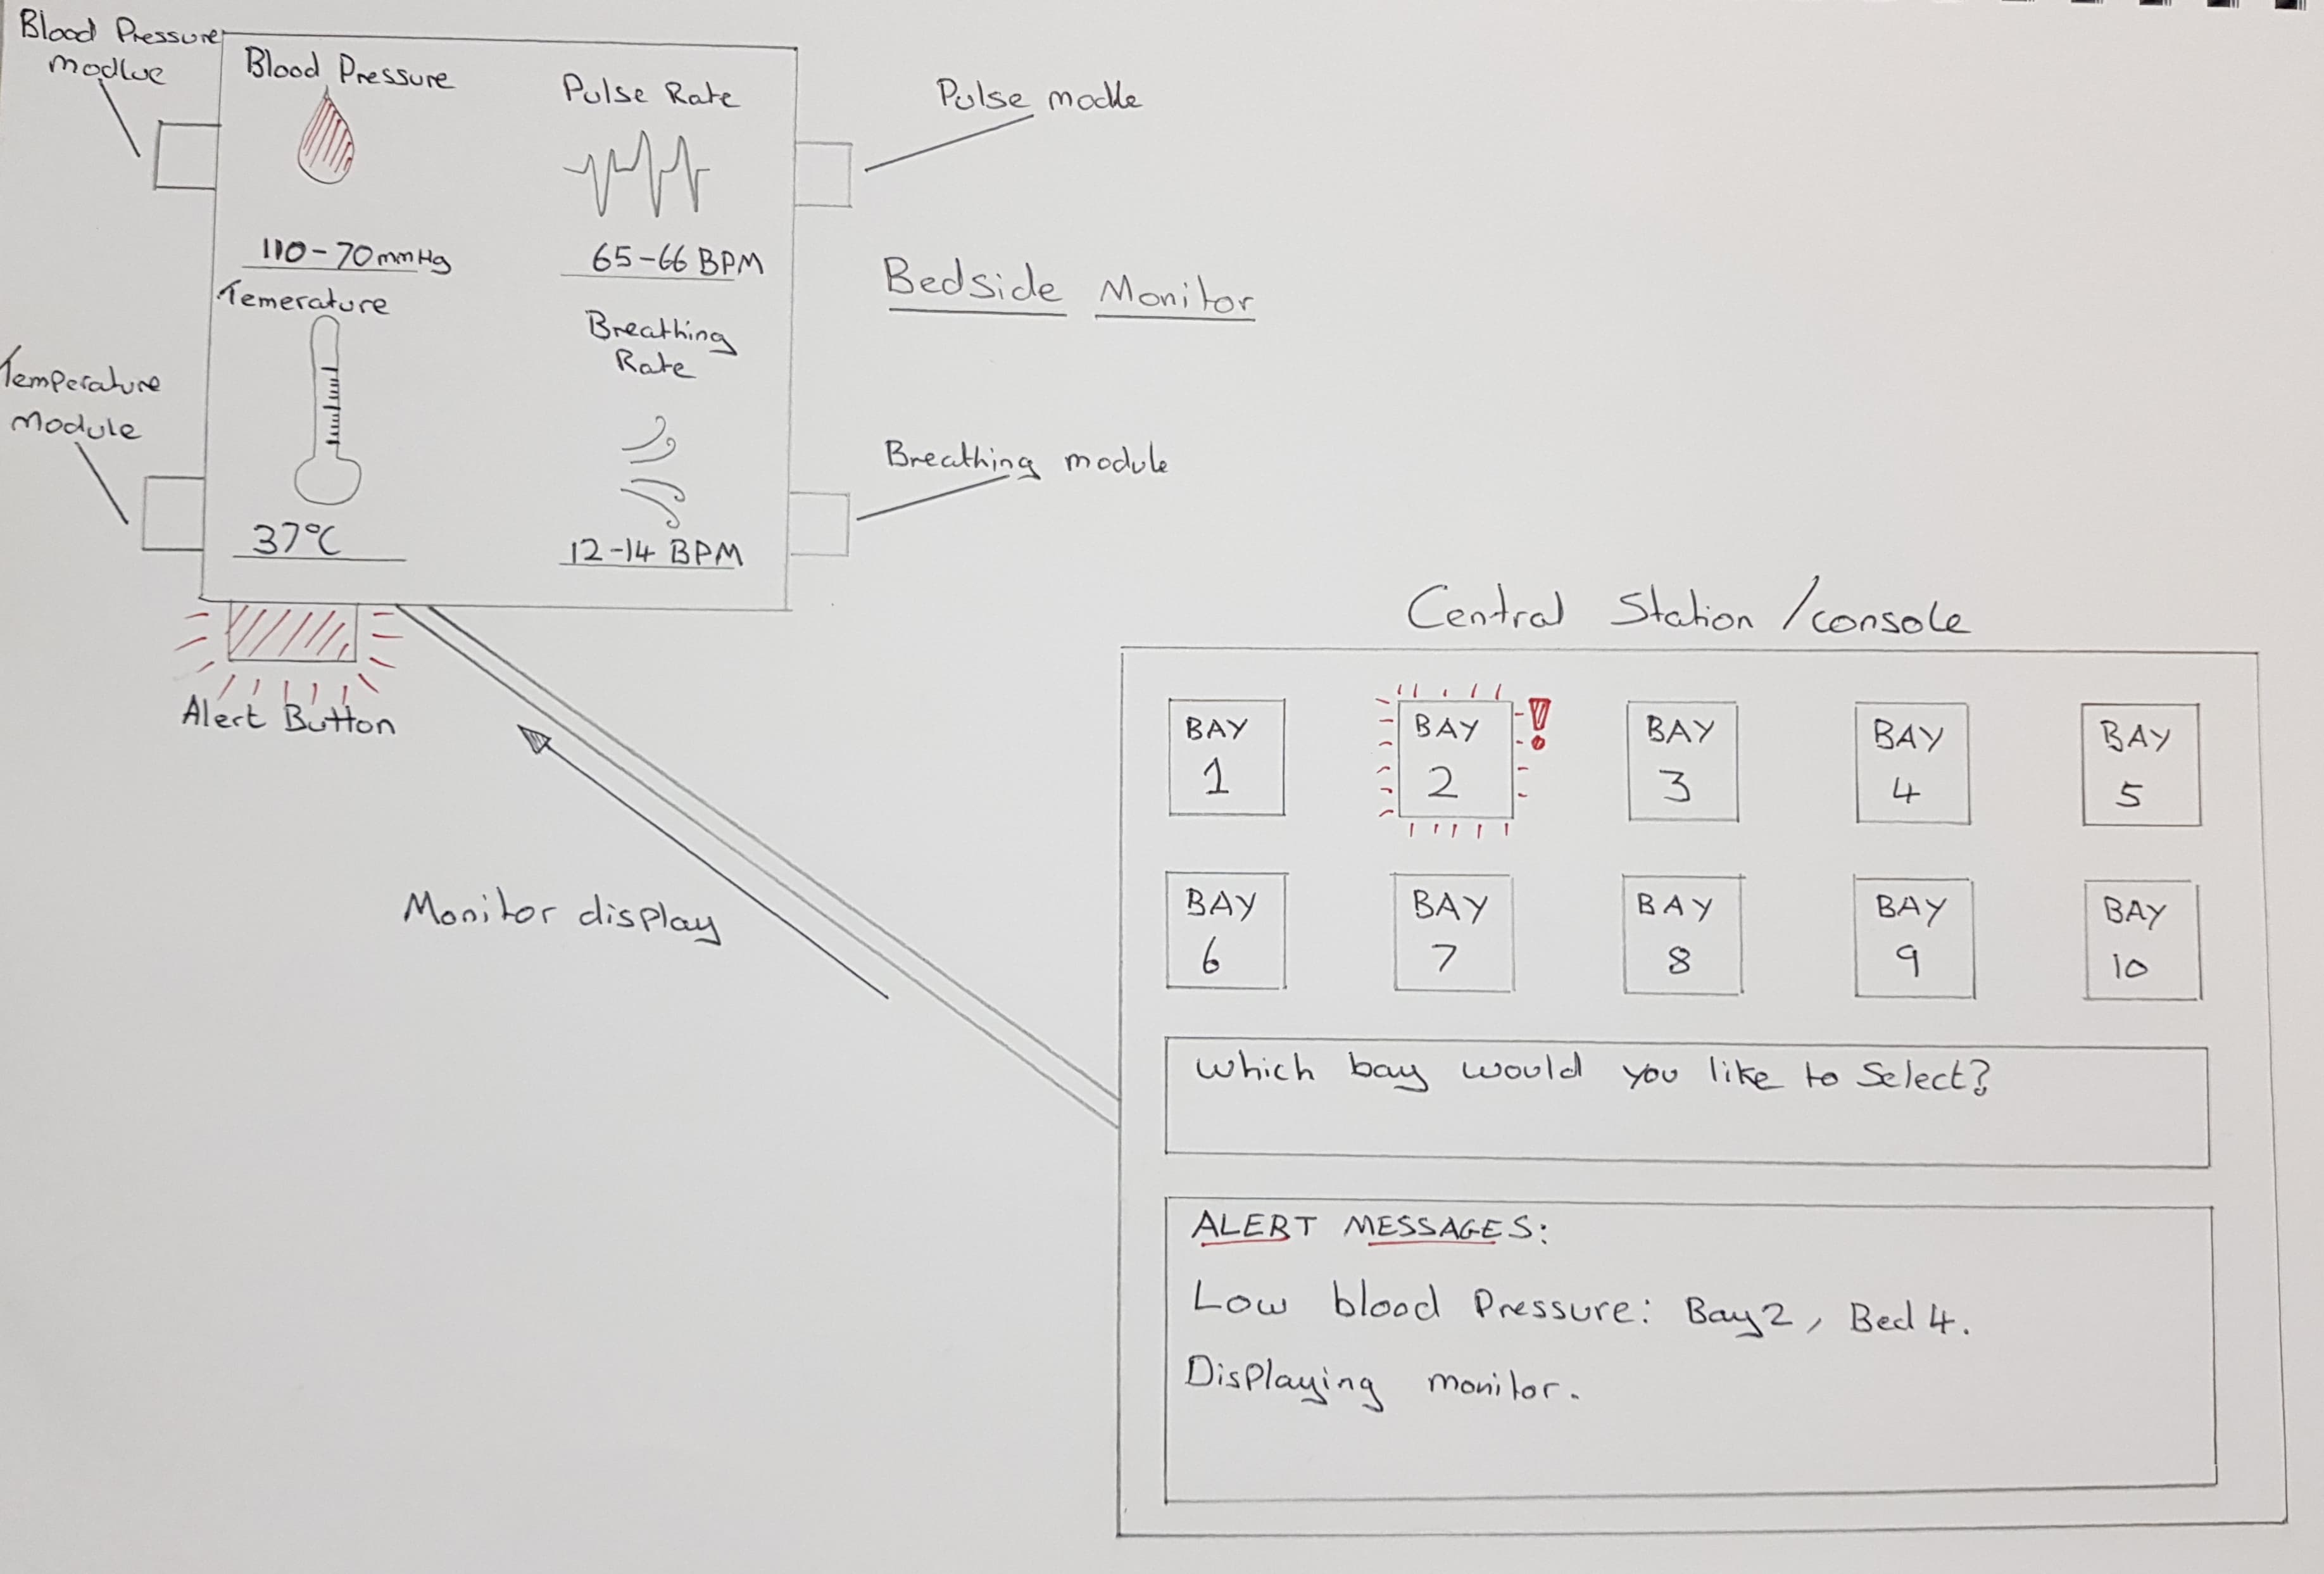 Blood Pressure
modlue
Blood Pressure
Pulse Rate
Pulse modle
110-70mmHg
65-66 BPM
Bedside Monitor
Temerature
Breathing
Rate
Temperature
Module
Breathing module
37°C
12-14 BPM
Alert Button
Monitor display
Central Station /console
BAY
1
BAY
2
!
BAY
3
BAY
4
BAY
5
BAY
6
BAY
7
BAY
8
BAY
9
BAY
10
Which bay would you like to Select?
ALERT MESSAGES:
Low blood Pressure: Bay2, Bed 4.
Displaying monitor.